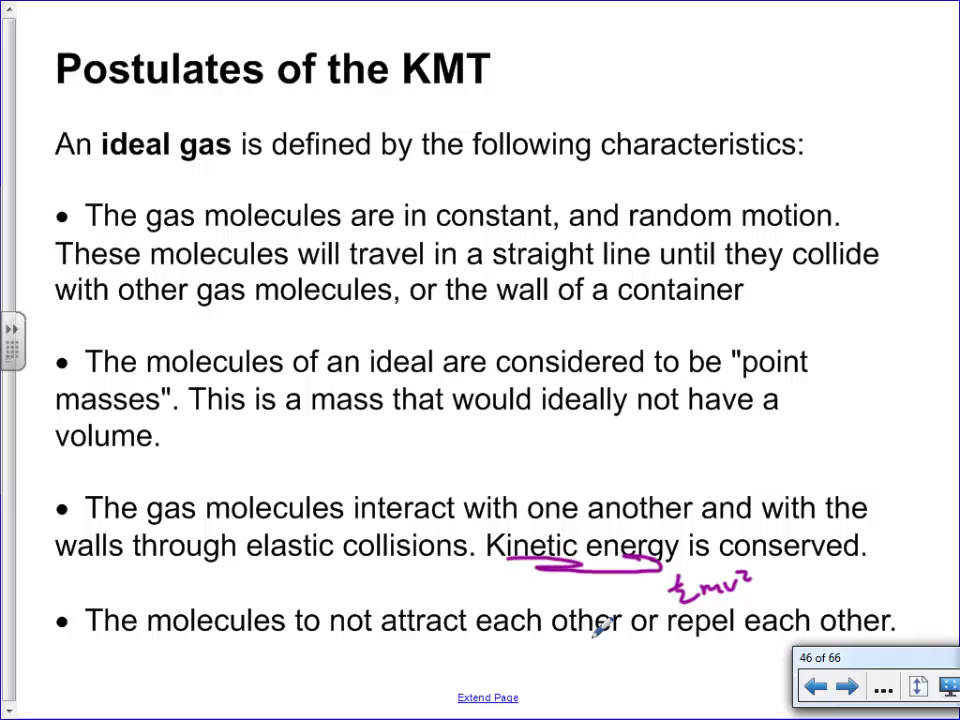 Postulates of the KMT
An ideal gas is defined by the following characteristics:
• The gas molecules are in constant, and random motion.
These molecules will travel in a straight line until they collide
with other gas molecules, or the wall of a container
• The molecules of an ideal are considered to be "point
masses". This is a mass that would ideally not have a
volume.
• The gas molecules interact with one another and with the
walls through elastic collisions. Kinetic energy is conserved.
½mv²
• The molecules to not attract each other or repel each other.
46 of 66
...
Extend Page